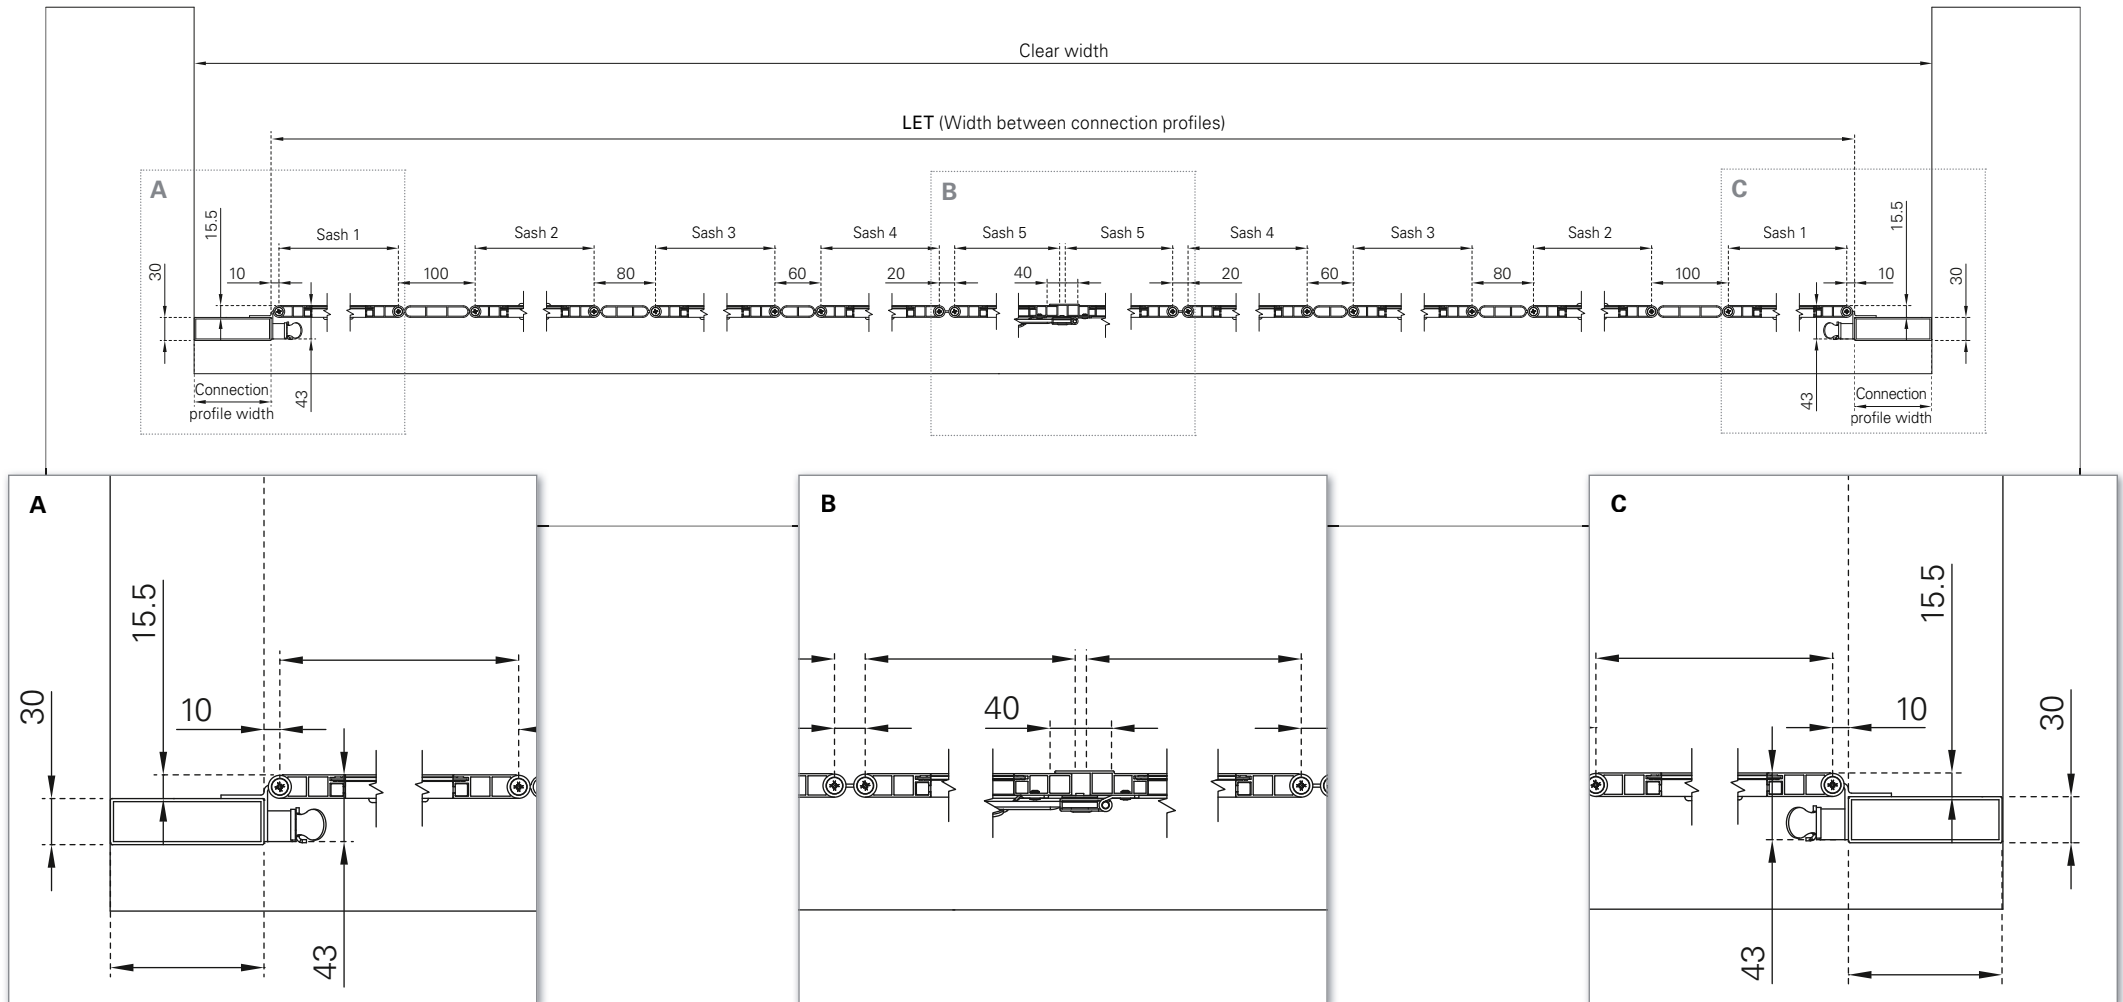 Clear width
LET (Width between connection profiles)
A
B
C
15.5
Sash 1
Sash 2
Sash 3
Sash 4
Sash 5
Sash 5
Sash 4
Sash 3
Sash 2
Sash 1
15.5
30
10
100
80
60
20
40
20
60
80
100
10
30
Connection
profile width
43
43
Connection
profile width
A
15.5
30
10
43
B
40
C
15.5
10
30
43